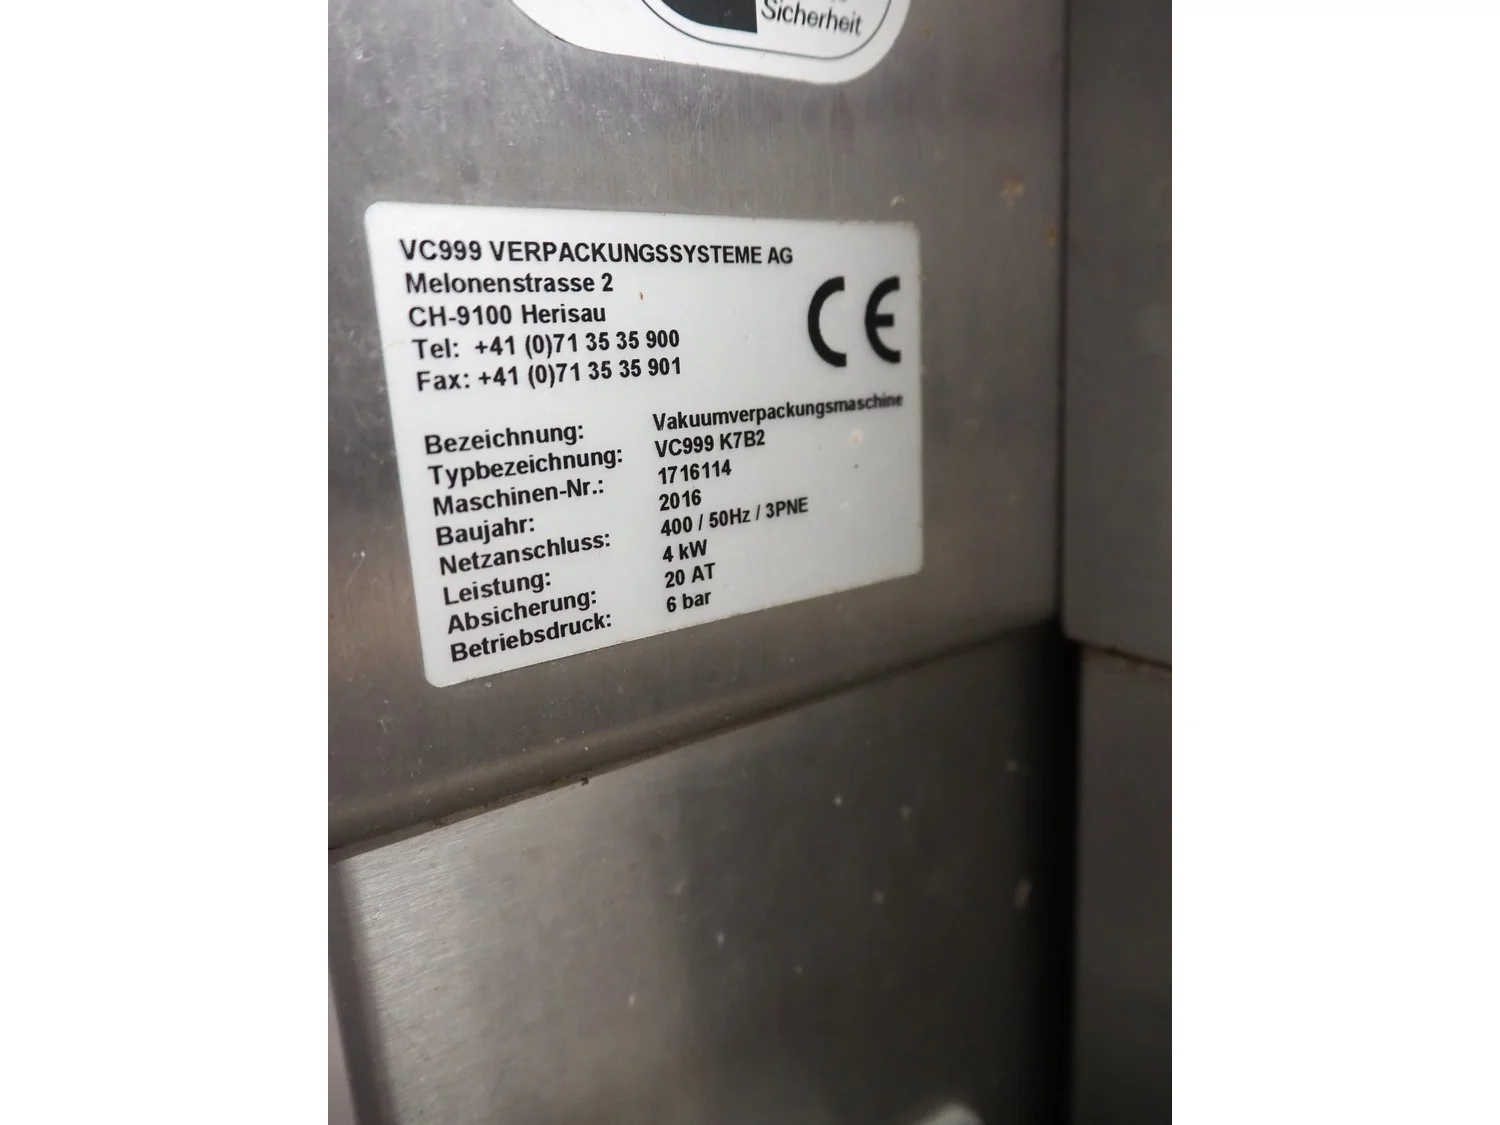 Sicherheit
VC999 VERPACKUNGSSYSTEME AG
Melonenstrasse 2
CH-9100 Herisau
Tel: +41 (0)71 35 35 900
Fax: +41 (0)71 35 35 901
CE
Bezeichnung: Vakuumverpackungsmaschine
Typbezeichnung: VC999 K7B2
Maschinen-Nr.: 1716114
Baujahr: 2016
Netzanschluss: 400 / 50Hz / 3PNE
Leistung: 4 kW
Absicherung: 20 AT
Betriebsdruck: 6 bar